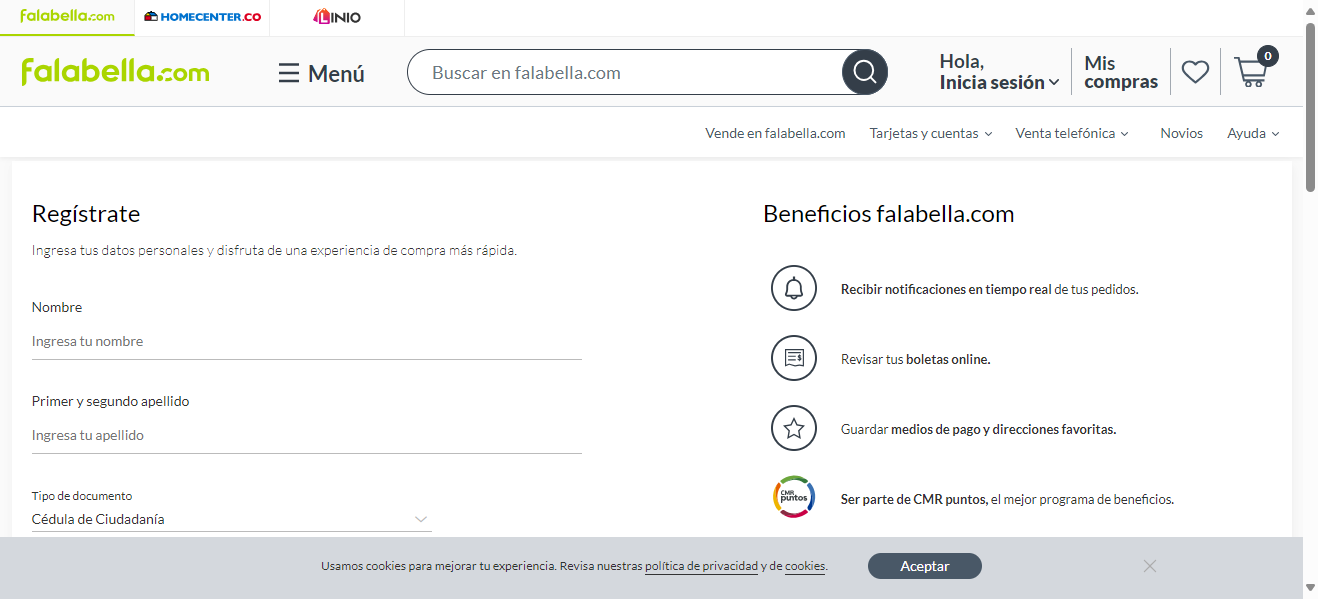 falabella.com
HOMECENTER.CO
LINIO
falabella.com
Menú
Buscar en falabella.com
Hola,
Inicia sesión
Mis
compras
0
Vende en falabella.com
Tarjetas y cuentas
Venta telefónica
Novios
Ayuda
Regístrate
Ingresa tus datos personales y disfruta de una experiencia de compra más rápida.
Nombre
Ingresa tu nombre
Primer y segundo apellido
Ingresa tu apellido
Tipo de documento
Cédula de Ciudadanía
Beneficios falabella.com
Recibir notificaciones en tiempo real de tus pedidos.
Revisar tus boletas online.
Guardar medios de pago y direcciones favoritas.
CMR
puntos
Ser parte de CMR puntos, el mejor programa de beneficios.
Usamos cookies para mejorar tu experiencia. Revisa nuestras política de privacidad y de cookies.
Aceptar